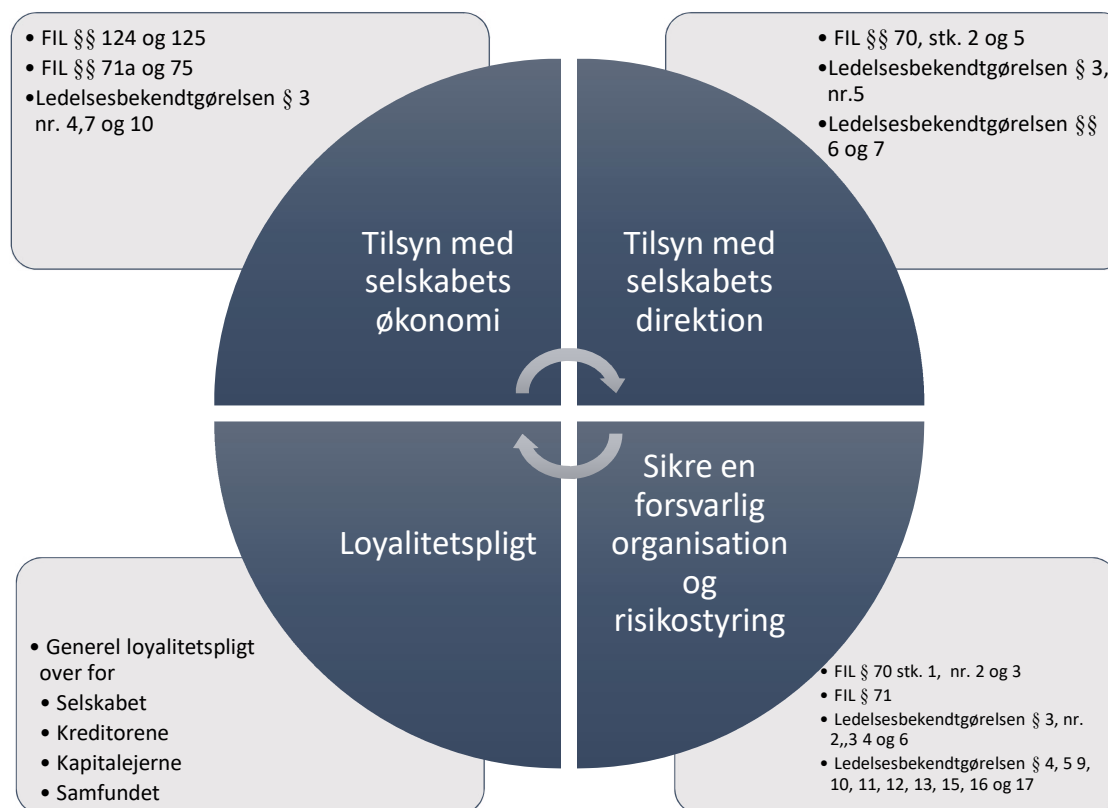 • FIL §§ 124 og 125
• FIL §§ 71a og 75
•Ledelsesbekendtgørelsen § 3
nr. 4,7 og 10
• FIL §§ 70, stk. 2 og 5
•Ledelsesbekendtgørelsen § 3,
nr.5
•Ledelsesbekendtgørelsen §§
6 og 7
Tilsyn med
selskabets
økonomi
Tilsyn med
selskabets
direktion
Loyalitetspligt
Sikre en
forsvarlig
organisation
og
risikostyring
• Generel loyalitetspligt
over for
• Selskabet
• Kreditorene
• Kapitalejerne
• Samfundet
• FIL § 70 stk. 1, nr. 2 og 3
• FIL § 71
• Ledelsesbekendtgørelsen § 3, nr.
2,,3 4 og 6
• Ledelsesbekendtgørelsen § 4, 5 9,
10, 11, 12, 13, 15, 16 og 17